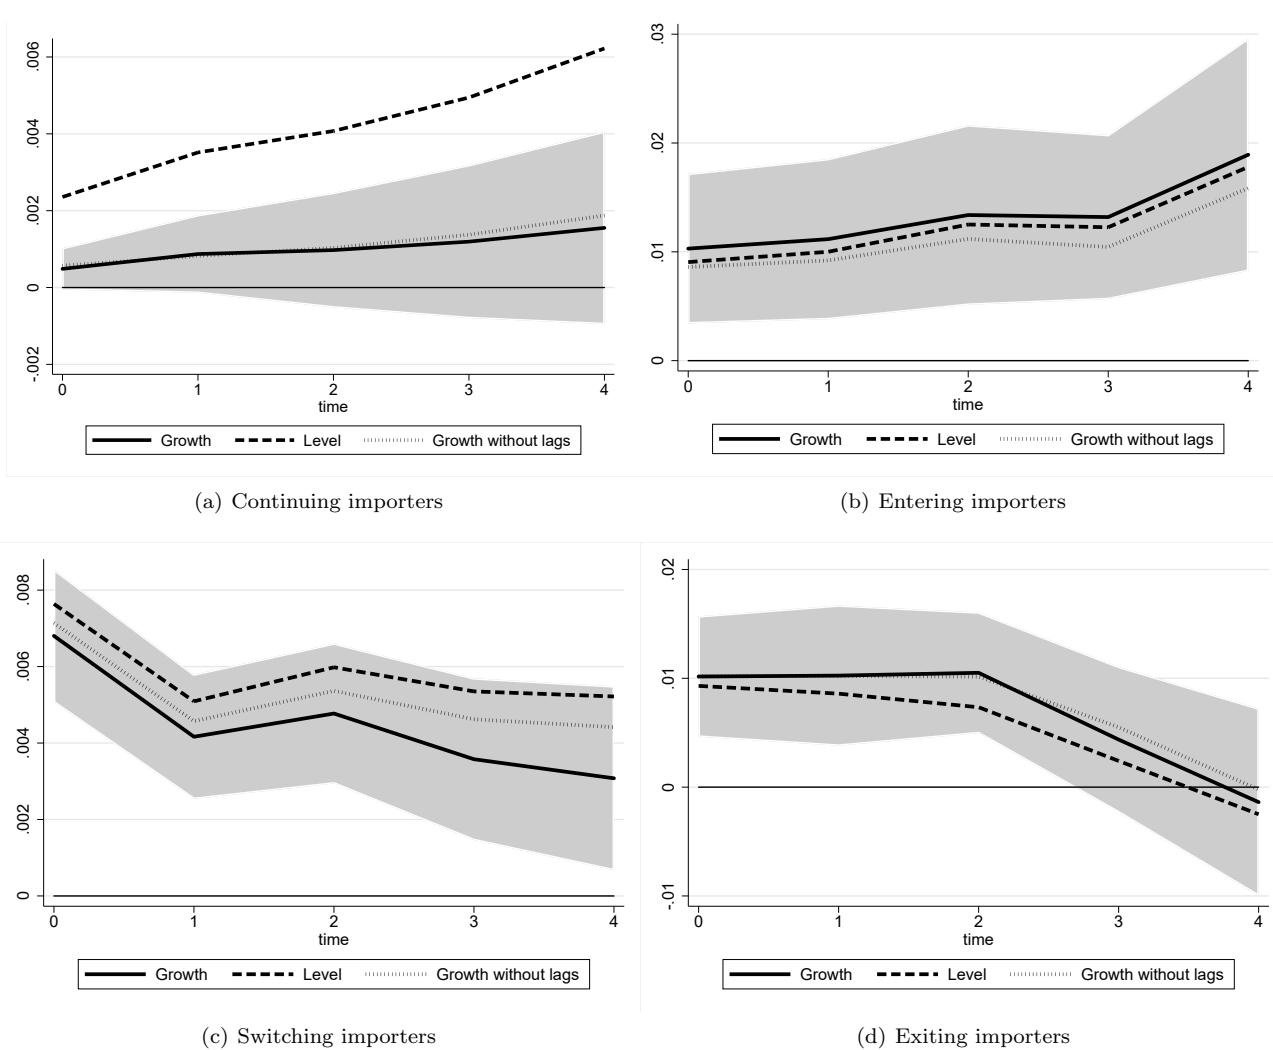 .006
.004
.002
0
-.002
0 1 2 3 4
time
Growth Level Growth without lags
(a) Continuing importers
.03
.02
.01
0
0 1 2 3 4
time
Growth Level Growth without lags
(b) Entering importers
.008
.006
.004
.002
0
0 1 2 3 4
time
Growth Level Growth without lags
(c) Switching importers
.02
.01
0
-.01
0 1 2 3 4
time
Growth Level Growth without lags
(d) Exiting importers